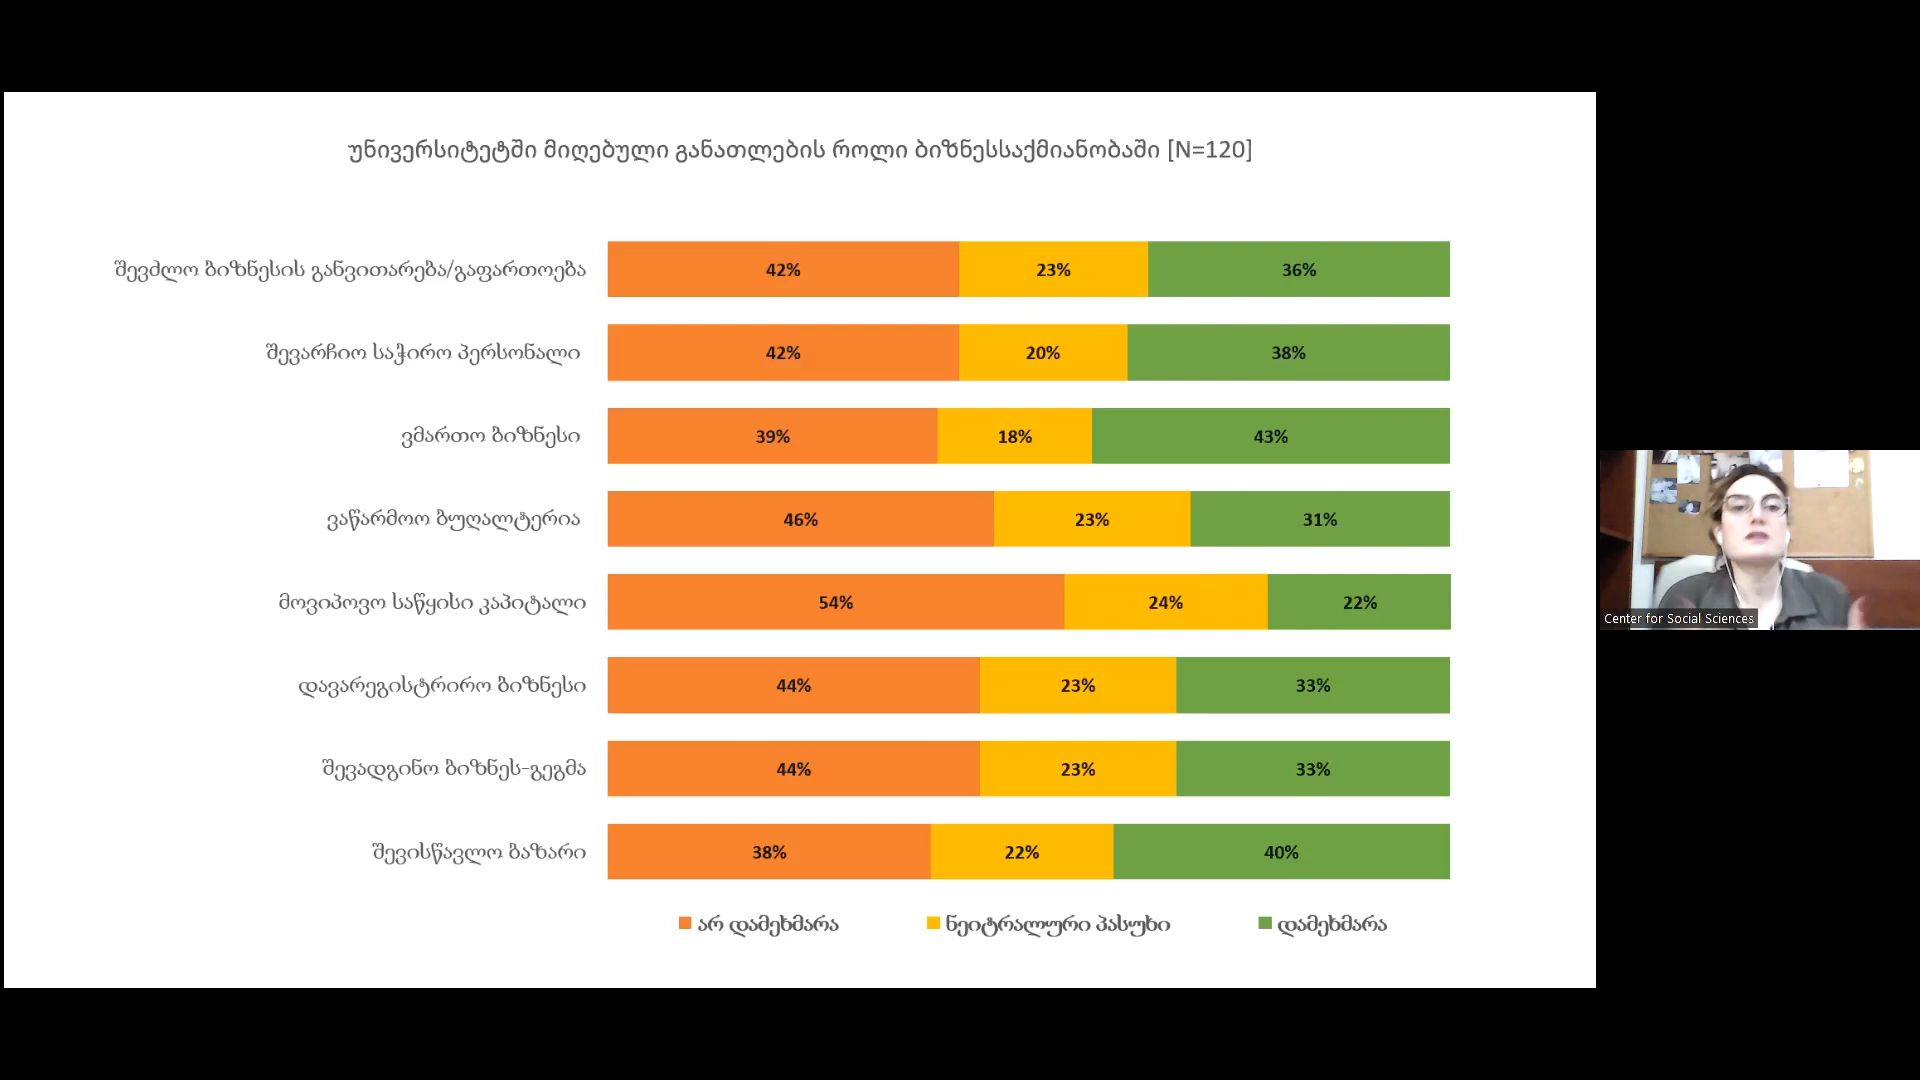 უნივერსიტეტში მიღებული განათლების როლი ბიზნესსაქმიანობაში [N=120]
შევძლო ბიზნესის განვითარება/გაფართოება 42% 23% 36%
შევარჩიო საჭირო პერსონალი 42% 20% 38%
ვმართო ბიზნესი 39% 18% 43%
ვაწარმოო ბუღალტერია 46% 23% 31%
მოვიპოვო საწყისი კაპიტალი 54% 24% 22%
დავარეგისტრირო ბიზნესი 44% 23% 33%
შევადგინო ბიზნეს-გეგმა 44% 23% 33%
შევისწავლო ბაზარი 38% 22% 40%
არ დამეხმარა ნეიტრალური პასუხი დამეხმარა
Center for Social Sciences